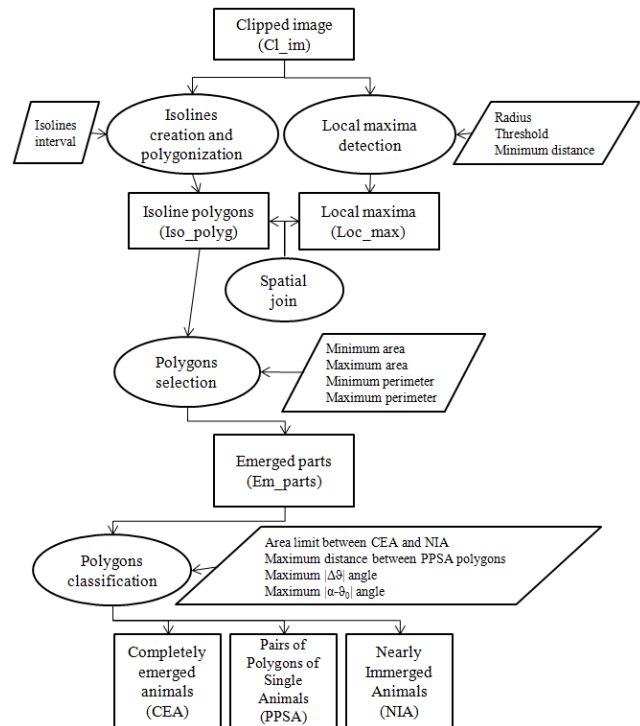 Clipped image
(Cl_im)
Isolines
interval
Isolines
creation and
polygonization
Local maxima
detection
Radius
Threshold
Minimum distance
Isoline polygons
(Iso_polyg)
Local maxima
(Loc_max)
Spatial
join
Polygons
selection
Minimum area
Maximum area
Minimum perimeter
Maximum perimeter
Emerged parts
(Em_parts)
Polygons
classification
Area limit between CEA and NIA
Maximum distance between PPSA polygons
Maximum |Δϑ| angle
Maximum |α-ϑ₀| angle
Completely
emerged
animals
(CEA)
Pairs of
Polygons of
Single
Animals
(PPSA)
Nearly
Immerged
Animals
(NIA)